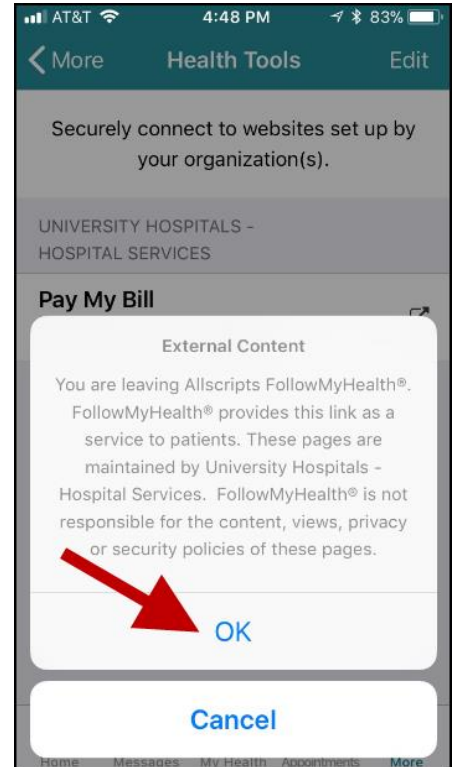 AT&T 4:48 PM 83%
More Health Tools Edit
Securely connect to websites set up by
your organization(s).
UNIVERSITY HOSPITALS -
HOSPITAL SERVICES
Pay My Bill
External Content
You are leaving Allscripts FollowMyHealth®.
FollowMyHealth® provides this link as a
service to patients. These pages are
maintained by University Hospitals -
Hospital Services. FollowMyHealth® is not
responsible for the content, views, privacy
or security policies of these pages.
OK
Cancel
Home Messages My Health Appointments More